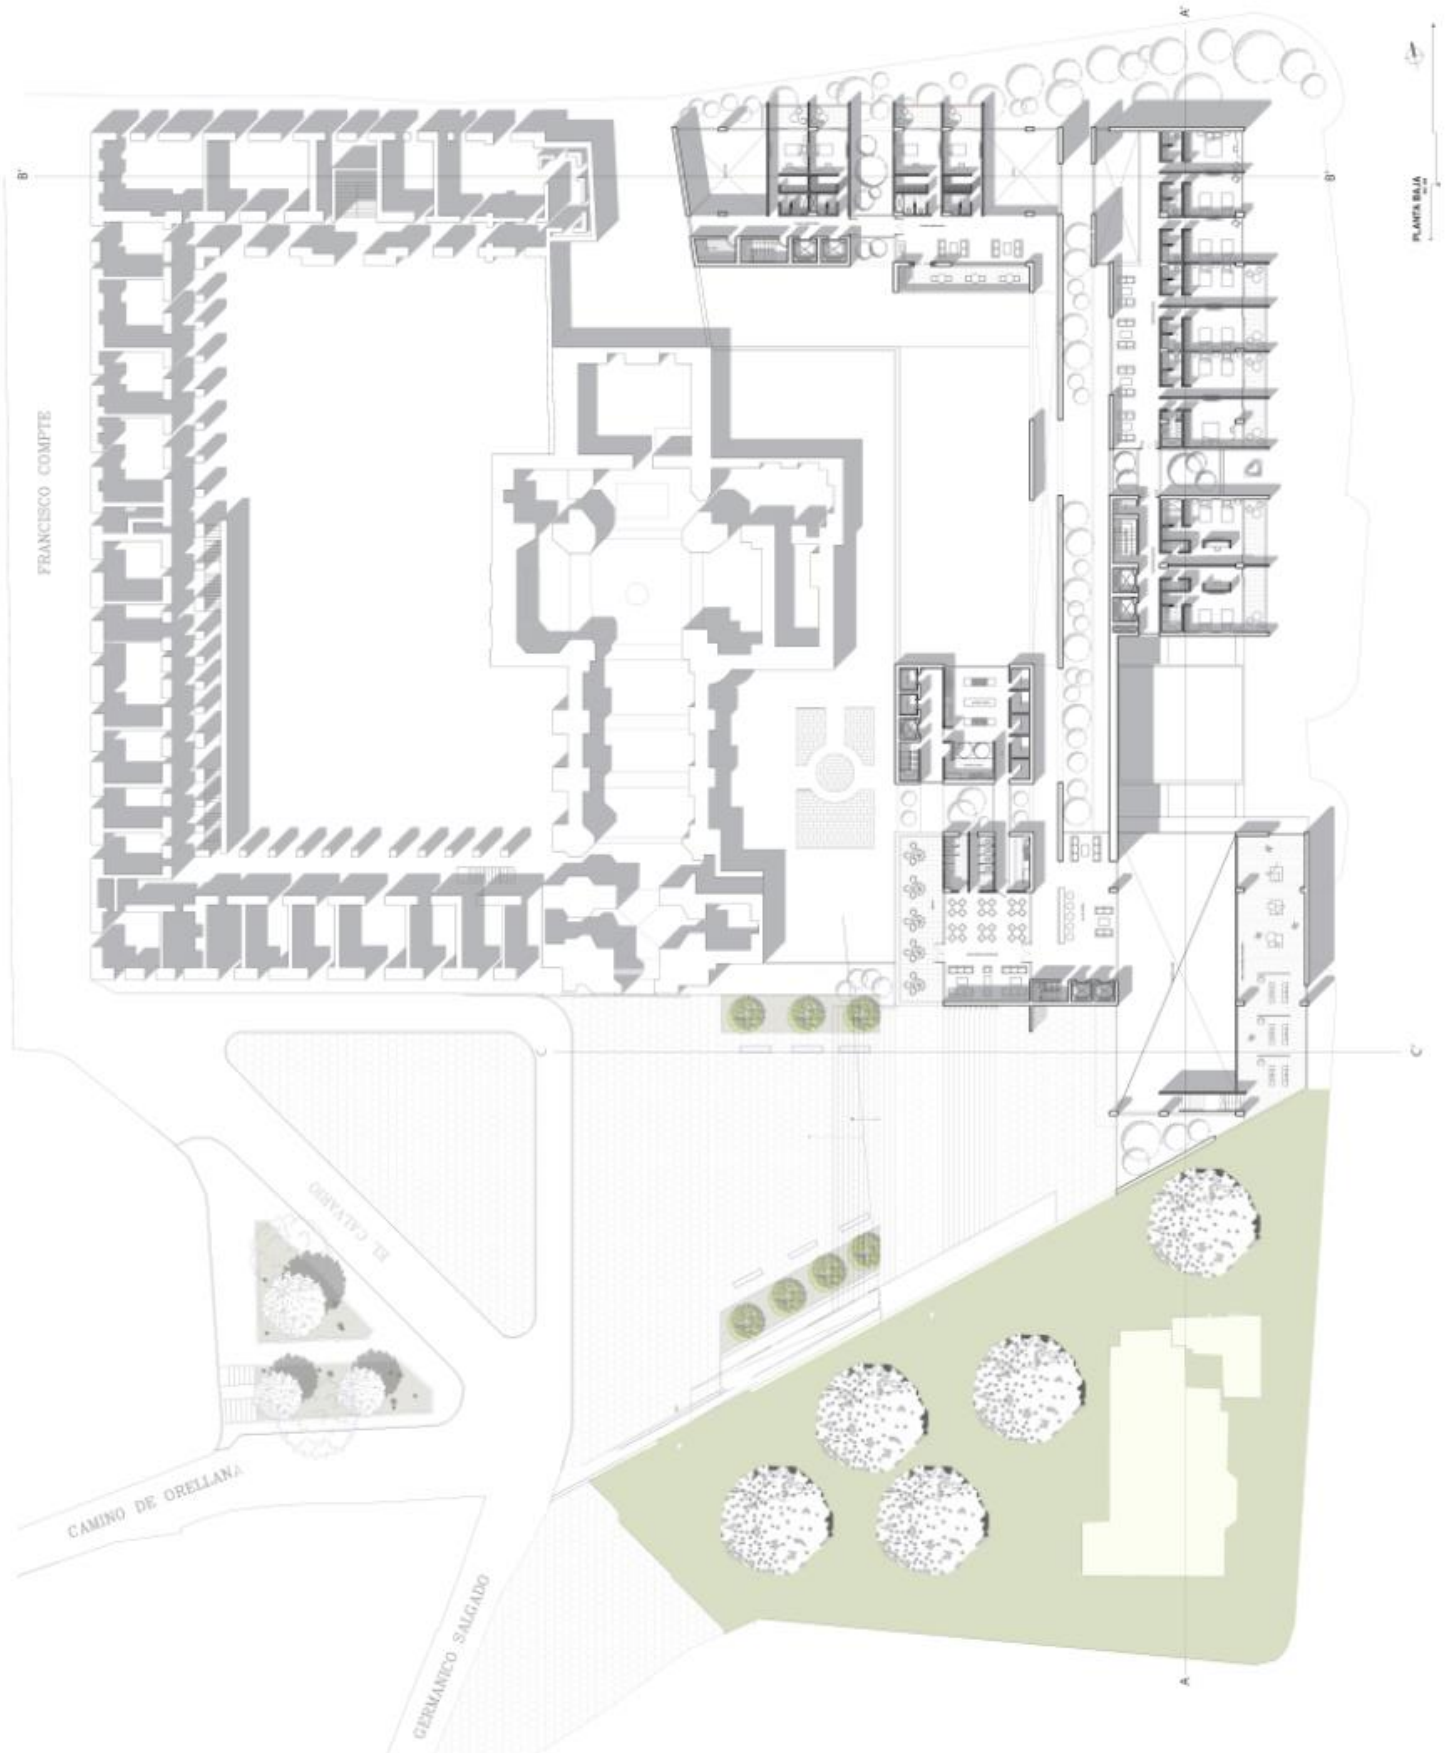 A'
B'
B'
PLANTA BAJA
FRANCISCO COMPTE
C
C'
EL CALVARIO
CAMINO DE ORELLANA
GERMANICO SALGADO
A